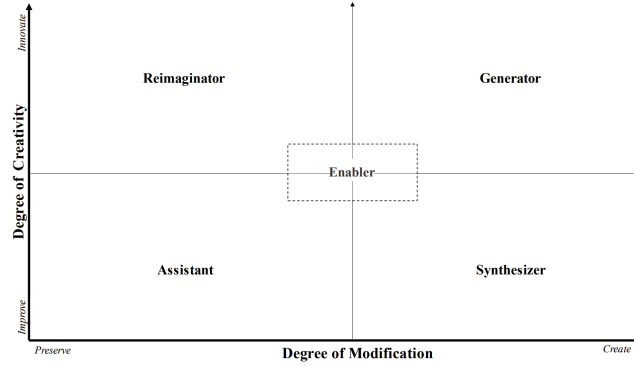 Innovate
Reimaginator
Generator
Degree of Creativity
Enabler
Assistant
Synthesizer
Improve
Preserve
Degree of Modification
Create